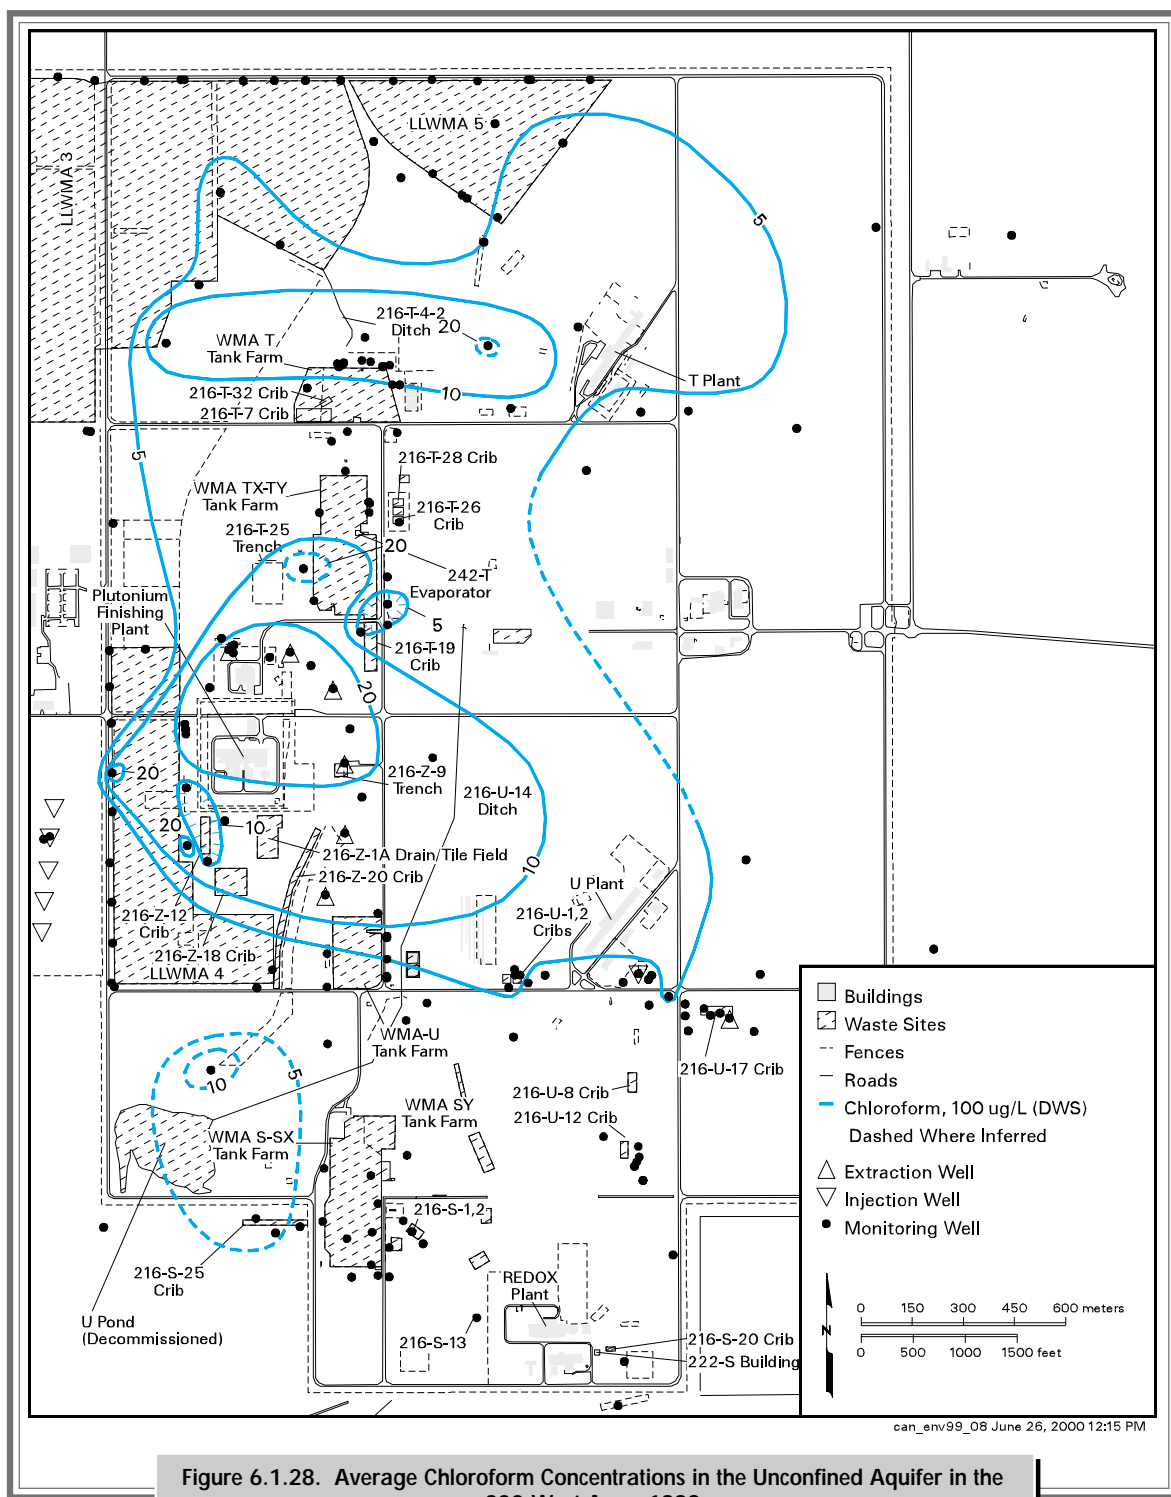 LLWMA 5
LLWMA 3
5
216-T-4-2
Ditch
20
WMA T
Tank Farm
T Plant
10
216-T-32 Crib
216-T-7 Crib
5
216-T-28 Crib
WMA TX-TY
Tank Farm
216-T-26
Crib
216-T-25
Trench
20
242-T
Evaporator
Plutonium
Finishing
Plant
5
216-T-19
Crib
20
20
216-Z-9
Trench
216-U-14
Ditch
20
10
216-Z-1A Drain/Tile Field
10
216-Z-20 Crib
U Plant
216-Z-12
Crib
216-U-1,2
Cribs
216-Z-18 Crib
LLWMA 4
Buildings
Waste Sites
Fences
Roads
Chloroform, 100 ug/L (DWS)
Dashed Where Inferred
Extraction Well
Injection Well
Monitoring Well
WMA-U
Tank Farm
216-U-17 Crib
10
5
216-U-8 Crib
WMA SY
Tank Farm
216-U-12 Crib
WMA S-SX
Tank Farm
216-S-1,2
216-S-25
Crib
REDOX
Plant
U Pond
(Decommissioned)
216-S-13
216-S-20 Crib
222-S Building
N
0 150 300 450 600 meters
0 500 1000 1500 feet
can_env99_08 June 26, 2000 12:15 PM
Figure 6.1.28. Average Chloroform Concentrations in the Unconfined Aquifer in the